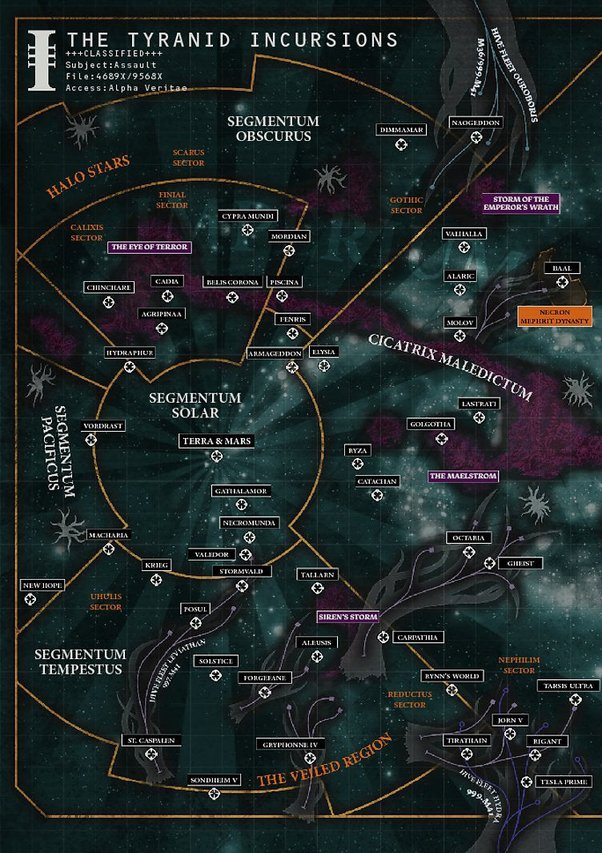 THE TYRANID INCURSIONS
+++CLASSIFIED+++
Subject:Assault
File:4689X/9568X
Access:Alpha Veritae
HIVE FLEET OUROBORIS
M36/999.M41
SEGMENTUM
OBSCURUS
DIMMAMAR
NAOGEDDON
HALO STARS
SCARUS
SECTOR
FINIAL
SECTOR
GOTHIC
SECTOR
STORM OF THE
EMPEROR'S WRATH
CALIXIS
SECTOR
CYPRA MUNDI
MORDIAN
VALHALLA
THE EYE OF TERROR
CHINCHARE
CADIA
BELIS CORONA
PISCINA
ALARIC
BAAL
AGRIPINAA
FENRIS
MOLOV
NECRON
MEPHRIT DYNASTY
HYDRAPHUR
ARMAGEDDON
ELYSIA
CICATRIX MALEDICTUM
SEGMENTUM
SOLAR
LASTRATI
SEGMENTUM
PACIFICUS
VORDRAST
TERRA & MARS
GOLGOTHA
RYZA
CATACHAN
THE MAELSTROM
GATHALAMOR
NECROMUNDA
MACHARIA
VALEDOR
OCTARIA
GHEIST
KRIEG
STORMVALD
TALLARN
NEW HOPE
UHULIS
SECTOR
POSUL
SIREN'S STORM
CARPATHIA
ALEUSIS
SEGMENTUM
TEMPESTUS
HIVE FLEET LEVIATHAN
997.M41
SOLSTICE
FORGEFANE
RYNN'S WORLD
NEPHILIM
SECTOR
TARSIS ULTRA
REDUCTUS
SECTOR
JORN V
ST. CASPALEN
GRYPHONNE IV
TIRATHAIN
BIGANT
THE VEILED REGION
SONDHEIM V
TESLA PRIME
HIVE FLEET HYDRA
999.M41